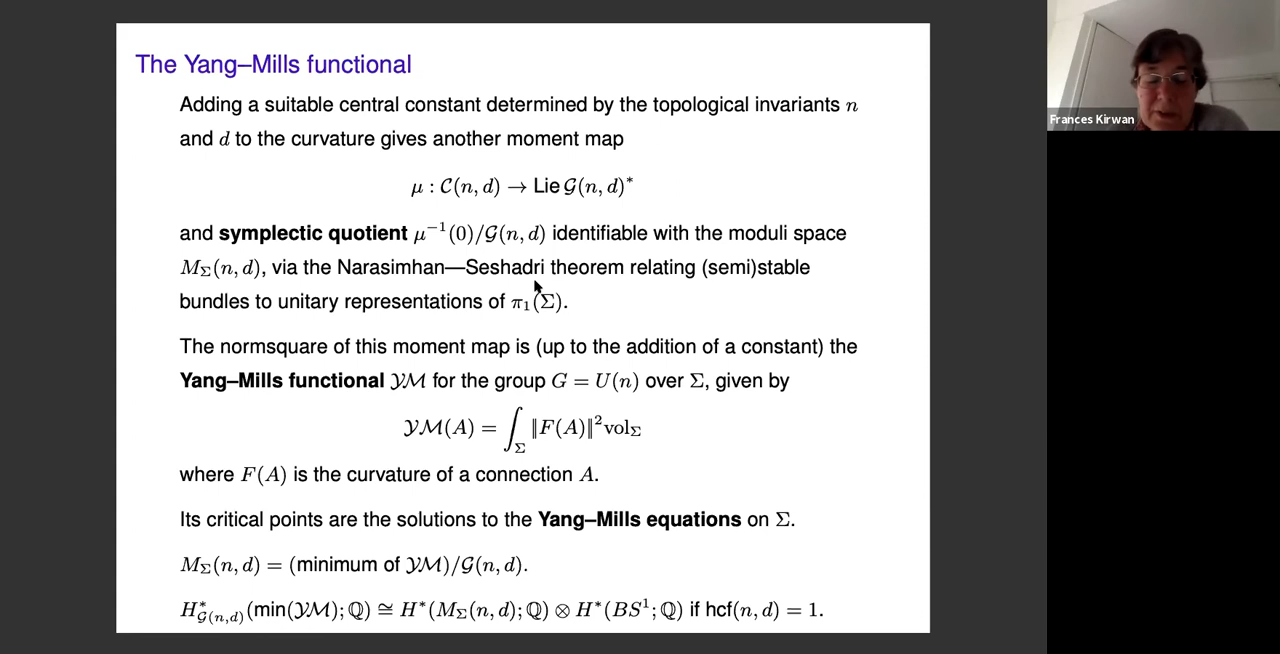 The Yang–Mills functional
Adding a suitable central constant determined by the topological invariants n
and d to the curvature gives another moment map
μ : 𝒞(n, d) → Lie 𝒢(n, d)*
and symplectic quotient μ⁻¹(0)/𝒢(n, d) identifiable with the moduli space
M_Σ(n, d), via the Narasimhan—Seshadri theorem relating (semi)stable
bundles to unitary representations of π₁(Σ).
The normsquare of this moment map is (up to the addition of a constant) the
Yang–Mills functional 𝒴ℳ for the group G = U(n) over Σ, given by
𝒴ℳ(A) = ∫_Σ ‖F(A)‖² vol_Σ
where F(A) is the curvature of a connection A.
Its critical points are the solutions to the Yang–Mills equations on Σ.
M_Σ(n, d) = (minimum of 𝒴ℳ)/𝒢(n, d).
H*_𝒢(n,d)(min(𝒴ℳ); ℚ) ≅ H*(M_Σ(n, d); ℚ) ⊗ H*(BS¹; ℚ) if hcf(n, d) = 1.
Frances Kirwan